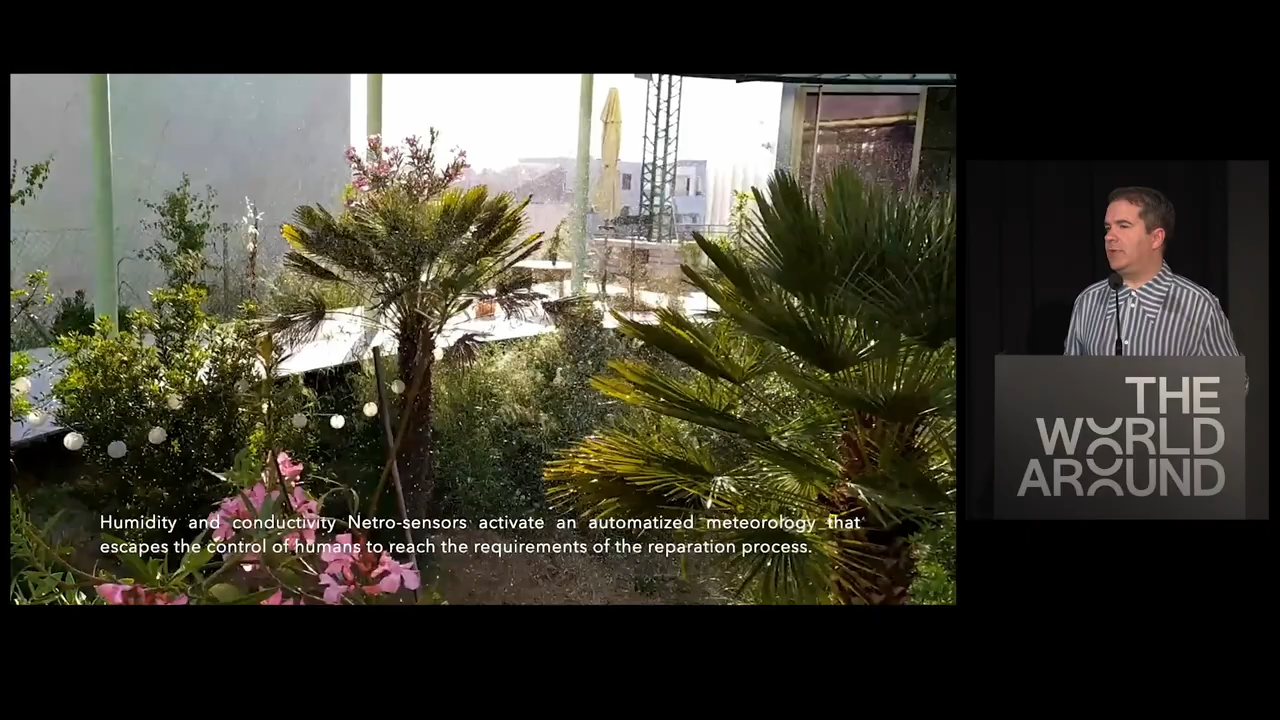 Humidity and conductivity Netro-sensors activate an automatized meteorology that
escapes the control of humans to reach the requirements of the reparation process.
THE
WORLD
AROUND